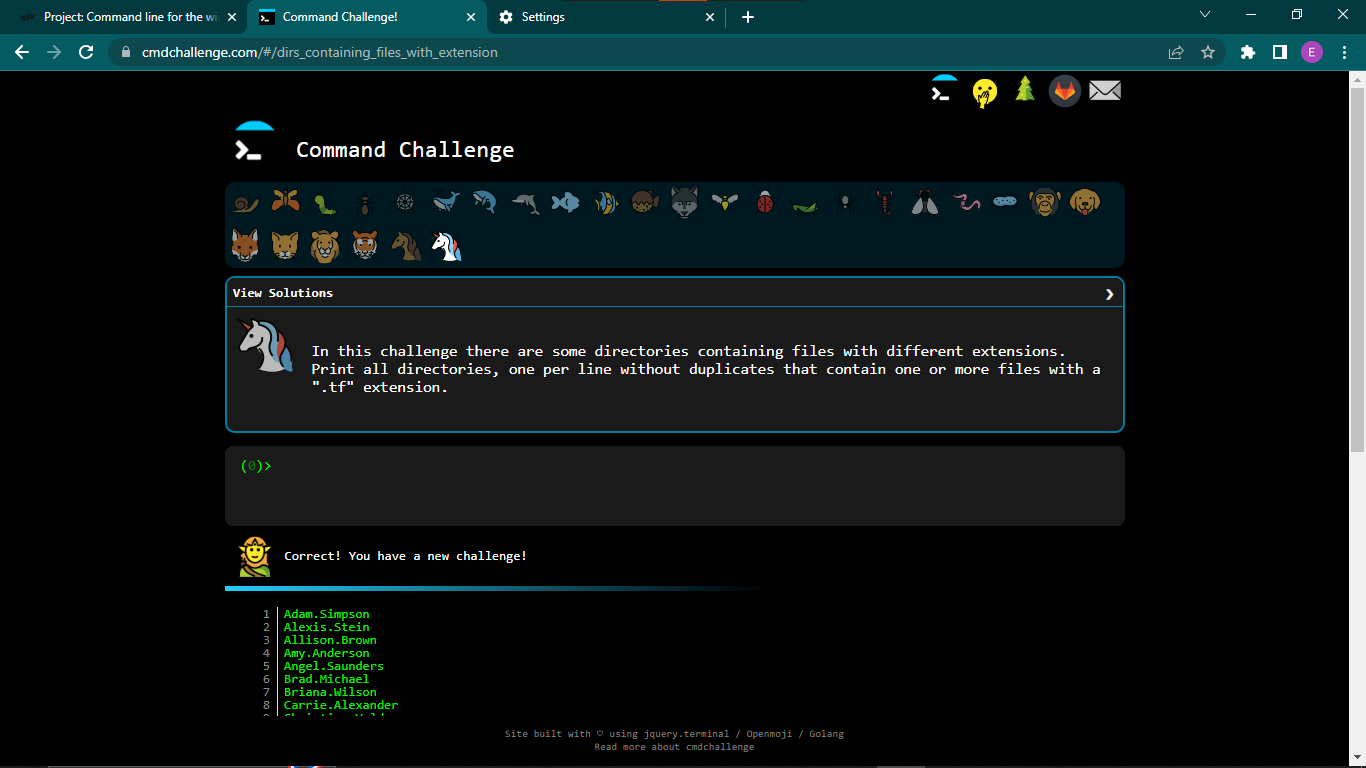 Project: Command line for the wi
Command Challenge!
Settings
cmdchallenge.com/#/dirs_containing_files_with_extension
E
Command Challenge
View Solutions
In this challenge there are some directories containing files with different extensions.
Print all directories, one per line without duplicates that contain one or more files with a
".tf" extension.
(0)>
Correct! You have a new challenge!
1 Adam.Simpson
2 Alexis.Stein
3 Allison.Brown
4 Amy.Anderson
5 Angel.Saunders
6 Brad.Michael
7 Briana.Wilson
8 Carrie.Alexander
Site built with ♡ using jquery.terminal / Openmoji / Golang
Read more about cmdchallenge